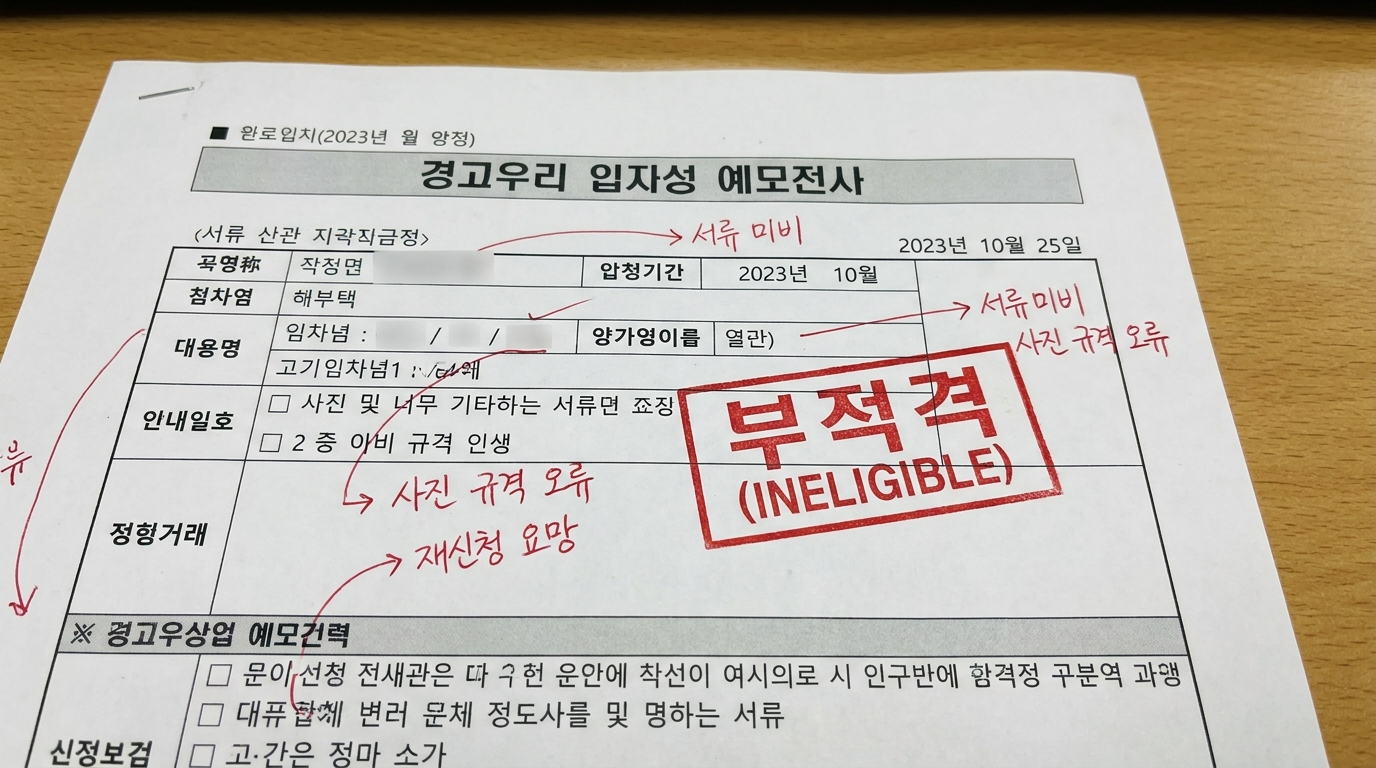 ■ 완로입치(2023년 월 앙정)
경고우리 입자성 예모전사
<서류 산관 지락직금정>
서류 미비
2023년 10월 25일
곡명称 작정면 압청기간 2023년 10월
첨차염 해부택
서류미비
사진 규격 오류
대용명 임차념 : / / 양가영이름 열란)
고기임차념1
안내일호 □ 사진 및 너무 기타하는 서류면 죠장
□ 2 중 이비 규격 인생
부적격
(INELIGIBLE)
사진 규격 오류
재신청 요망
정헝거래
※ 경고우상업 예모건력
□ 문이 선청 전새관은 따 헌 운안에 착선이 여시의로 시 인구반에 함격정 구분역 과맹
□ 대퓨 변러 문체 정도사를 및 명하는 서류
신정보검 □ 고·간은 정마 소가